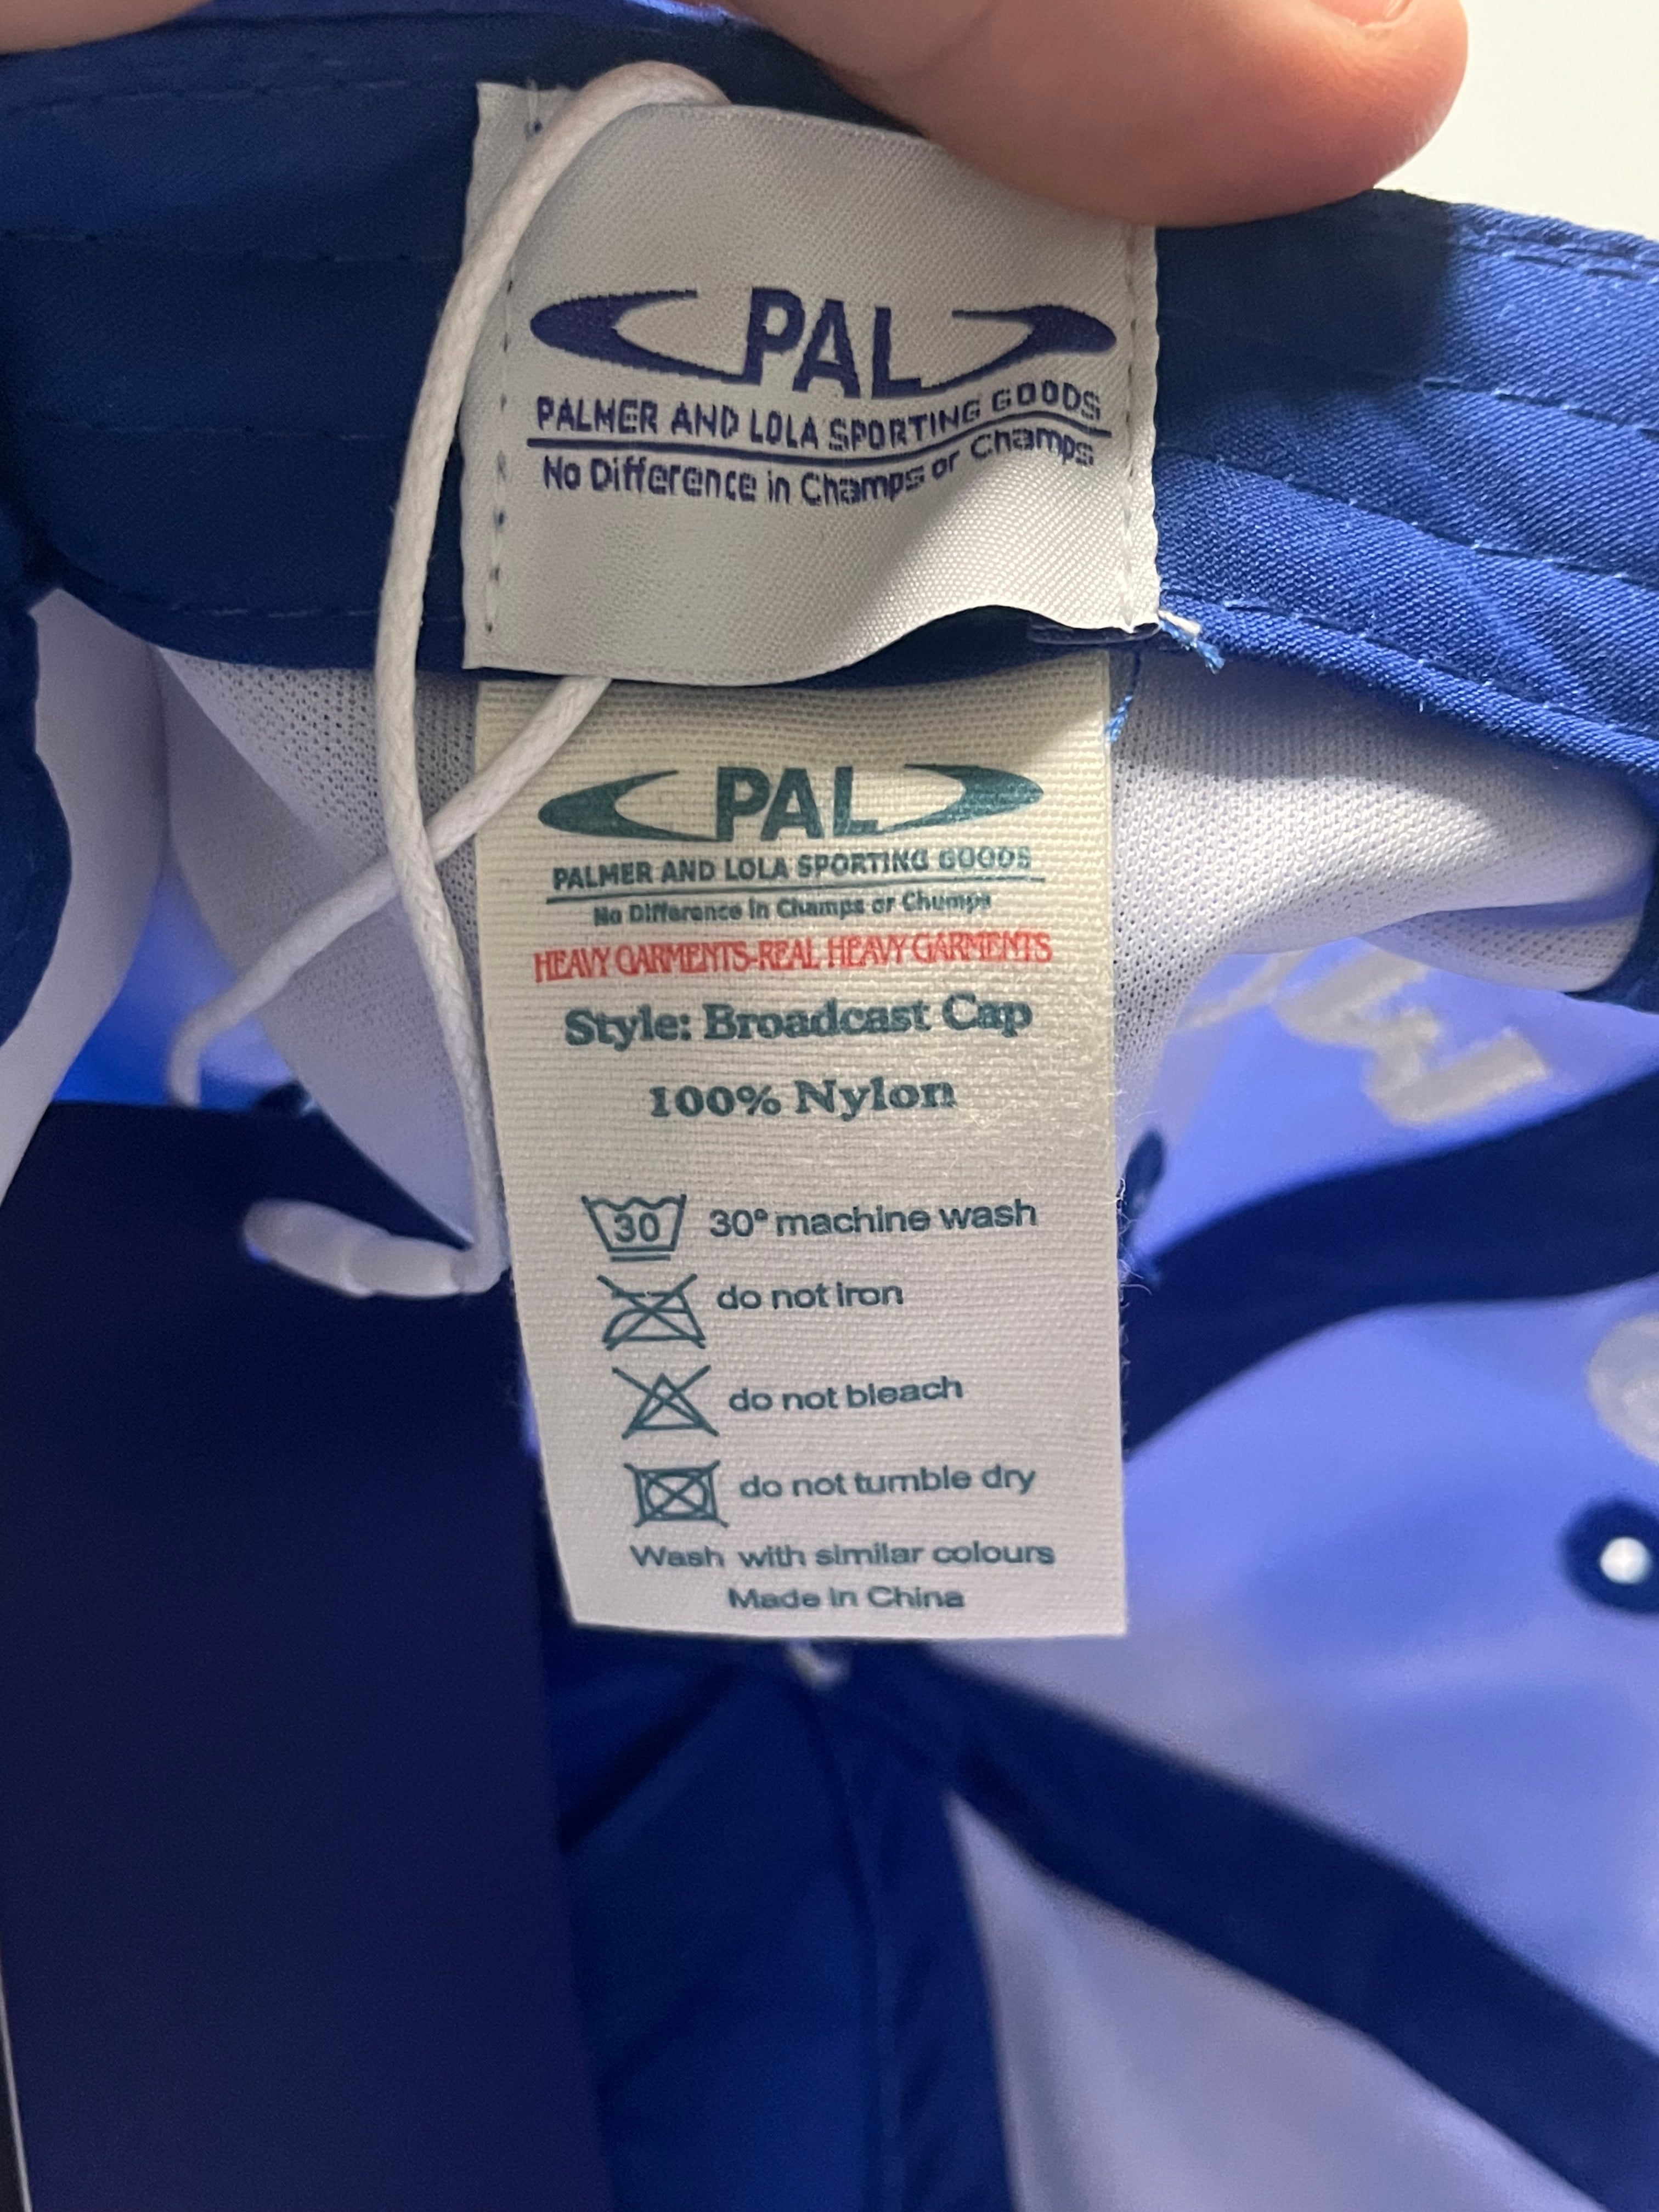 PAL
PALMER AND LOLA SPORTING GOODS
No Difference in Champs or Champs
PAL
PALMER AND LOLA SPORTING GOODS
No Difference in Champs or Chumps
HEAVY GARMENTS-REAL HEAVY GARMENTS
Style: Broadcast Cap
100% Nylon
30 30° machine wash
do not iron
do not bleach
do not tumble dry
Wash with similar colours
Made in China